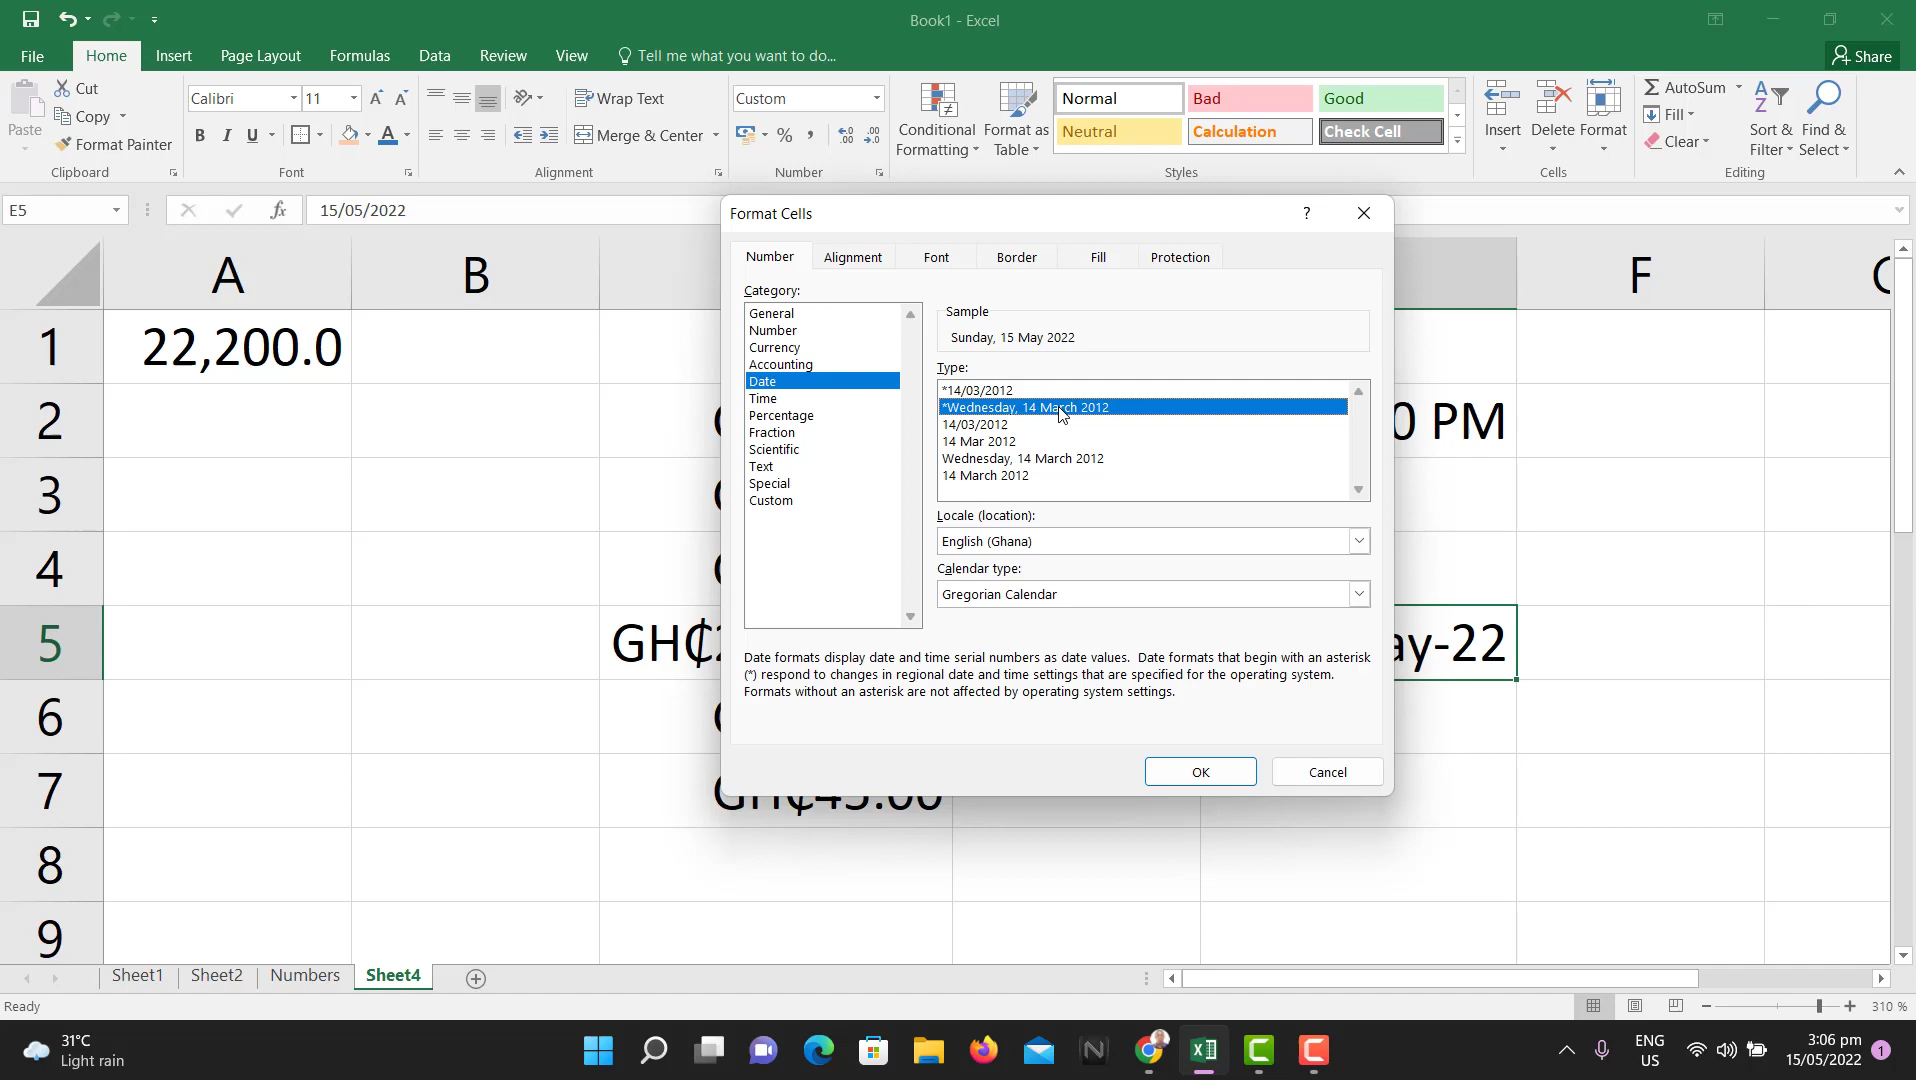 Book1 - Excel
File Home Insert Page Layout Formulas Data Review View Tell me what you want to do... Share
Paste
Cut
Copy
Format Painter
Clipboard
Calibri 11
B I U
Font
Wrap Text
Merge & Center
Alignment
Custom
%
Number
Conditional Formatting
Format as Table
Normal Bad Good
Neutral Calculation Check Cell
Styles
Insert Delete Format
Cells
AutoSum
Fill
Clear
Sort & Filter
Find & Select
Editing
E5 fx 15/05/2022
A B F
1 22,200.0
2 0 PM
3
4
5 GH₵ ay-22
6
7 GH₵45.00
8
9
Format Cells ?
Number Alignment Font Border Fill Protection
Category:
General
Number
Currency
Accounting
Date
Time
Percentage
Fraction
Scientific
Text
Special
Custom
Sample
Sunday, 15 May 2022
Type:
*14/03/2012
*Wednesday, 14 March 2012
14/03/2012
14 Mar 2012
Wednesday, 14 March 2012
14 March 2012
Locale (location):
English (Ghana)
Calendar type:
Gregorian Calendar
Date formats display date and time serial numbers as date values. Date formats that begin with an asterisk
(*) respond to changes in regional date and time settings that are specified for the operating system.
Formats without an asterisk are not affected by operating system settings.
OK Cancel
Sheet1 Sheet2 Numbers Sheet4
Ready 310 %
31°C
Light rain
ENG
US
3:06 pm
15/05/2022
1